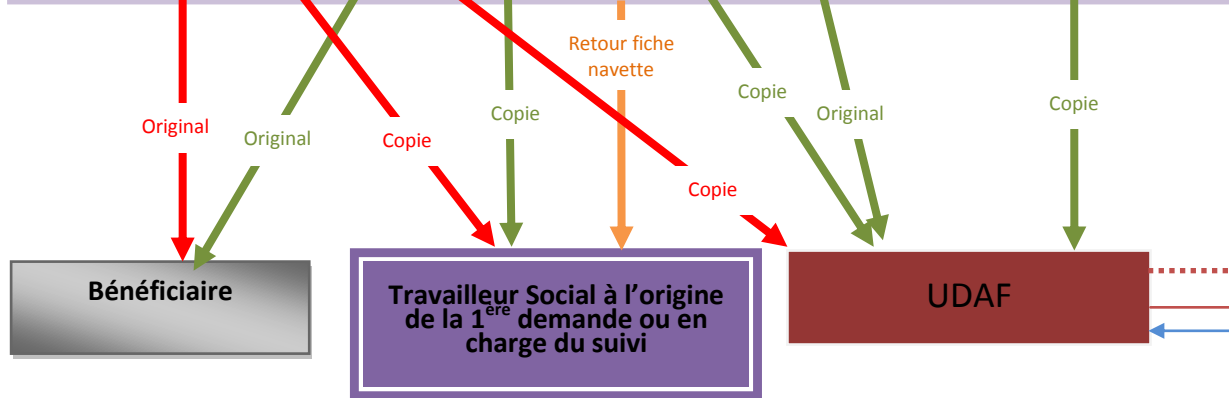 Retour fiche
navette
Copie
Copie
Original
Copie
Original
Original
Copie
Copie
Bénéficiaire
Travailleur Social à l’origine
de la 1ère demande ou en
charge du suivi
UDAF